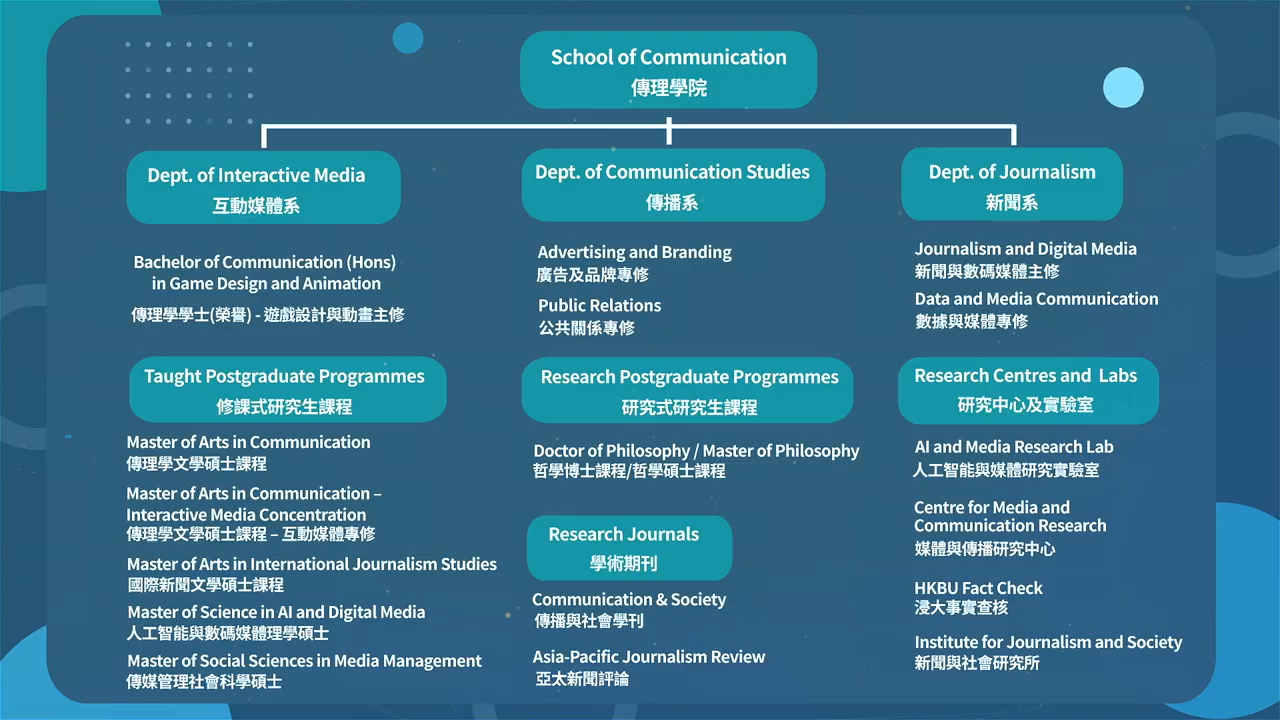 School of Communication
傳理學院
Dept. of Interactive Media
互動媒體系
Bachelor of Communication (Hons)
in Game Design and Animation
傳理學學士(榮譽) - 遊戲設計與動畫主修
Dept. of Communication Studies
傳播系
Advertising and Branding
廣告及品牌專修
Public Relations
公共關係專修
Dept. of Journalism
新聞系
Journalism and Digital Media
新聞與數碼媒體主修
Data and Media Communication
數據與媒體專修
Taught Postgraduate Programmes
修課式研究生課程
Master of Arts in Communication
傳理學文學碩士課程
Master of Arts in Communication –
Interactive Media Concentration
傳理學文學碩士課程 – 互動媒體專修
Master of Arts in International Journalism Studies
國際新聞文學碩士課程
Master of Science in AI and Digital Media
人工智能與數碼媒體理學碩士
Master of Social Sciences in Media Management
傳媒管理社會科學碩士
Research Postgraduate Programmes
研究式研究生課程
Doctor of Philosophy / Master of Philosophy
哲學博士課程/哲學碩士課程
Research Journals
學術期刊
Communication & Society
傳播與社會學刊
Asia-Pacific Journalism Review
亞太新聞評論
Research Centres and Labs
研究中心及實驗室
AI and Media Research Lab
人工智能與媒體研究實驗室
Centre for Media and
Communication Research
媒體與傳播研究中心
HKBU Fact Check
浸大事實查核
Institute for Journalism and Society
新聞與社會研究所